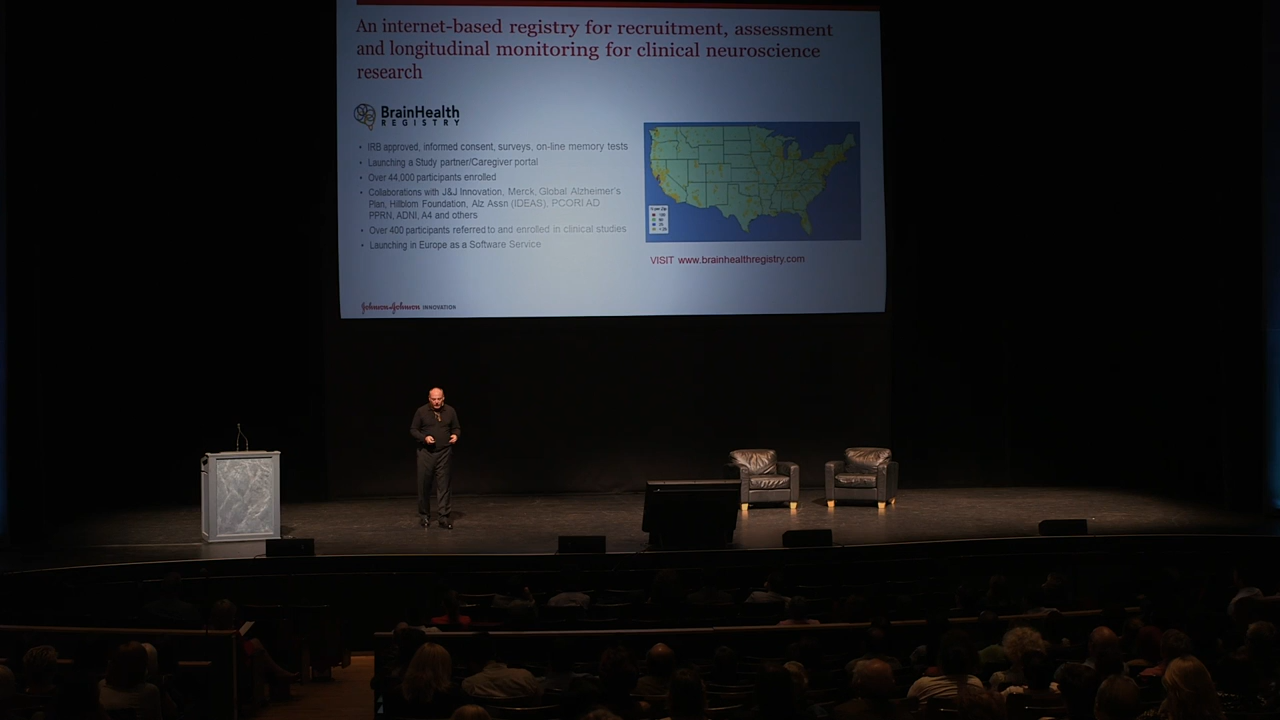 An internet-based registry for recruitment, assessment
and longitudinal monitoring for clinical neuroscience
research
BrainHealth
REGISTRY
• IRB approved, informed consent, surveys, on-line memory tests
• Launching a Study partner/Caregiver portal
• Over 44,000 participants enrolled
• Collaborations with J&J Innovation, Merck, Global Alzheimer's
Plan, Hillblom Foundation, Alz Assn (IDEAS), PCORI AD
PPRN, ADNI, A4 and others
• Over 400 participants referred to and enrolled in clinical studies
• Launching in Europe as a Software Service
VISIT www.brainhealthregistry.com
Johnson & Johnson INNOVATION